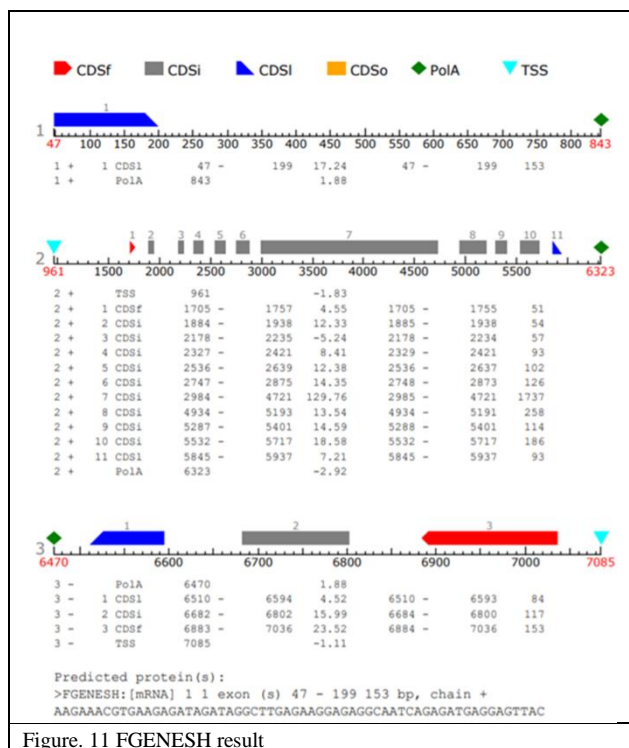 CDSf CDSi CDSl CDSo PolA TSS
1
1
47 100 150 200 250 300 350 400 450 500 550 600 650 700 750 800 843
1 + 1 CDSl 47 - 199 17.24 47 - 199 153
1 + PolA 843 1.88
1 2 3 4 5 6 7 8 9 10 11
2
961 1500 2000 2500 3000 3500 4000 4500 5000 5500 6323
2 + TSS 961 -1.83
2 + 1 CDSf 1705 - 1757 4.55 1705 - 1755 51
2 + 2 CDSi 1884 - 1938 12.33 1885 - 1938 54
2 + 3 CDSi 2178 - 2235 -5.24 2178 - 2234 57
2 + 4 CDSi 2327 - 2421 8.41 2329 - 2421 93
2 + 5 CDSi 2536 - 2639 12.38 2536 - 2637 102
2 + 6 CDSi 2747 - 2875 14.35 2748 - 2873 126
2 + 7 CDSi 2984 - 4721 129.76 2985 - 4721 1737
2 + 8 CDSi 4934 - 5193 13.54 4934 - 5191 258
2 + 9 CDSi 5287 - 5401 14.59 5288 - 5401 114
2 + 10 CDSi 5532 - 5717 18.58 5532 - 5717 186
2 + 11 CDSl 5845 - 5937 7.21 5845 - 5937 93
2 + PolA 6323 -2.92
1 2 3
3
6470 6600 6700 6800 6900 7000 7085
3 - PolA 6470 1.88
3 - 1 CDSl 6510 - 6594 4.52 6510 - 6593 84
3 - 2 CDSi 6682 - 6802 15.99 6684 - 6800 117
3 - 3 CDSf 6883 - 7036 23.52 6884 - 7036 153
3 - TSS 7085 -1.11
Predicted protein(s):
>FGENESH:[mRNA] 1 1 exon (s) 47 - 199 153 bp, chain +
AAGAAACGTGAAGAGATAGATAGGCTTGAGAAGGAGAGGCAATCAGAGATGAGGAGTTAC
Figure. 11 FGENESH result